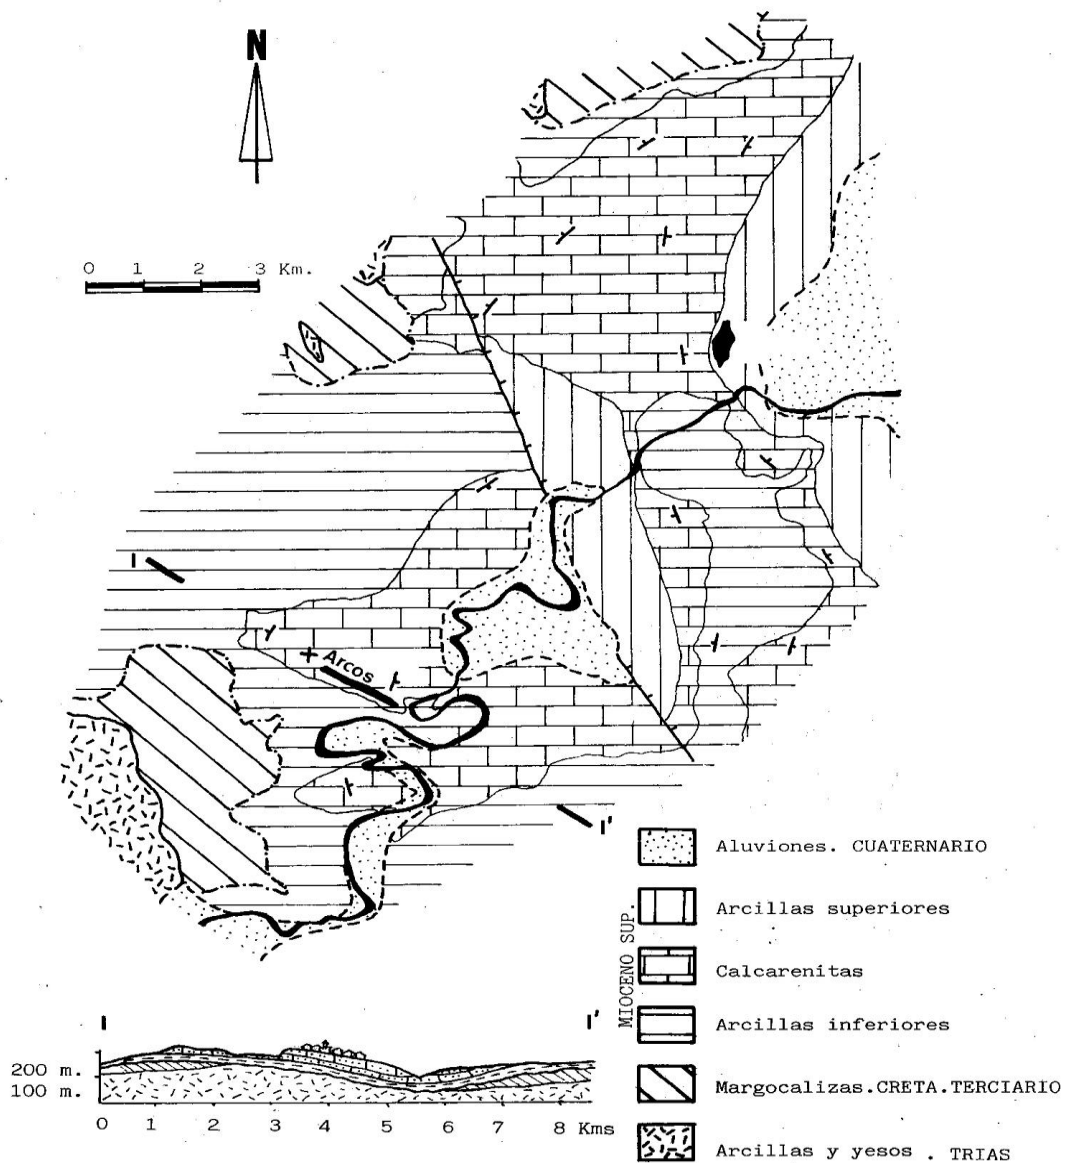 N
0 1 2 3 Km.
I
Arcos
I'
Aluviones. CUATERNARIO
Arcillas superiores
MIOCENO SUP.
Calcarenitas
Arcillas inferiores
Margocalizas.CRETA.TERCIARIO
Arcillas y yesos . TRIAS
I I'
200 m.
100 m.
0 1 2 3 4 5 6 7 8 Kms